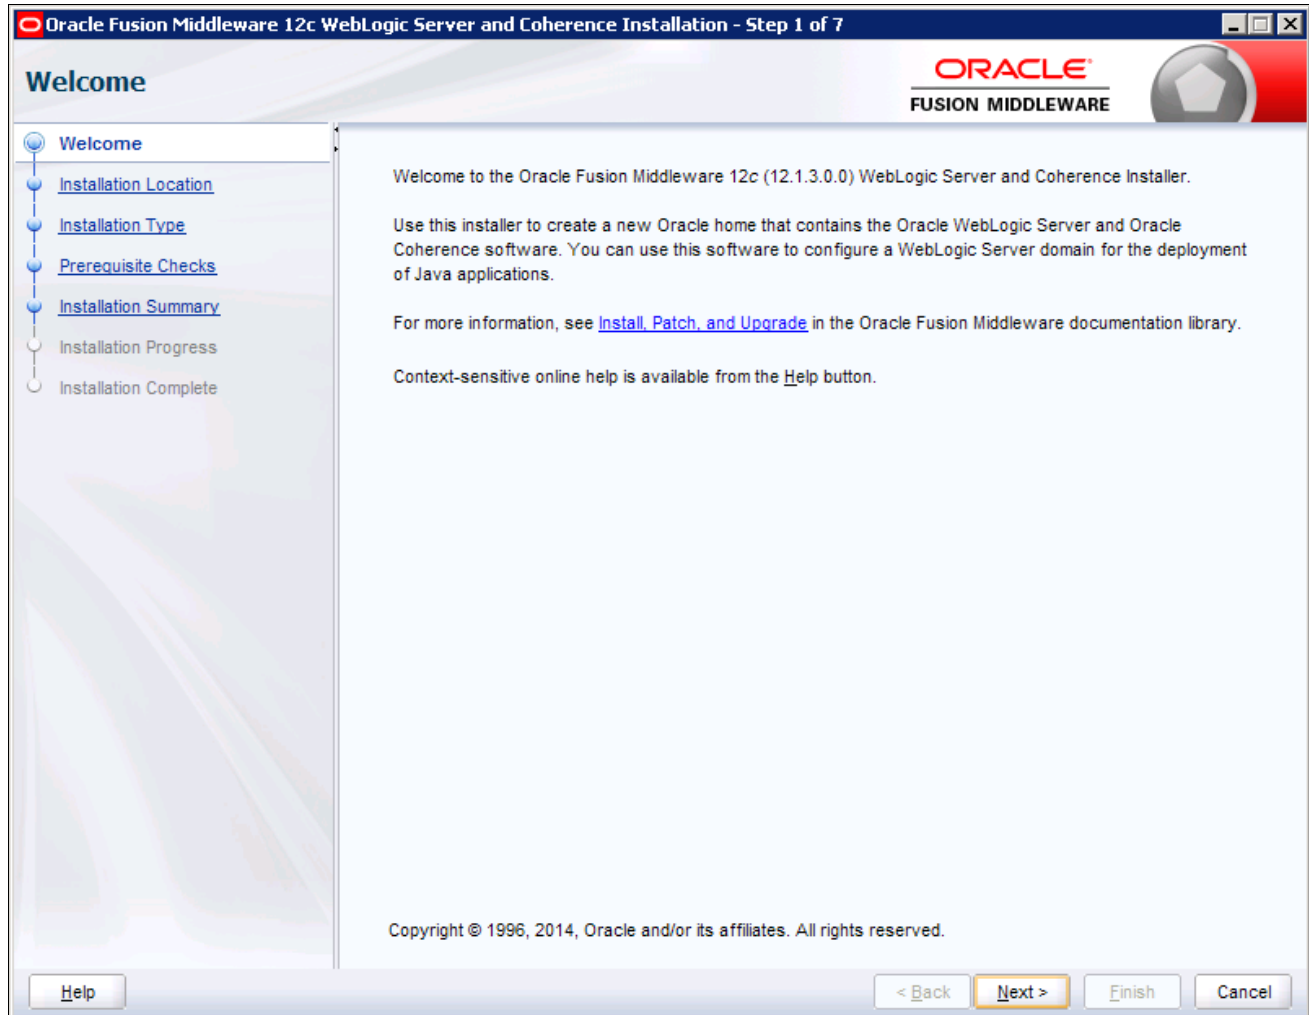 Oracle Fusion Middleware 12c WebLogic Server and Coherence Installation - Step 1 of 7
Welcome
ORACLE
FUSION MIDDLEWARE
Welcome
Installation Location
Installation Type
Prerequisite Checks
Installation Summary
Installation Progress
Installation Complete
Welcome to the Oracle Fusion Middleware 12c (12.1.3.0.0) WebLogic Server and Coherence Installer.
Use this installer to create a new Oracle home that contains the Oracle WebLogic Server and Oracle
Coherence software. You can use this software to configure a WebLogic Server domain for the deployment
of Java applications.
For more information, see Install, Patch, and Upgrade in the Oracle Fusion Middleware documentation library.
Context-sensitive online help is available from the Help button.
Copyright © 1996, 2014, Oracle and/or its affiliates. All rights reserved.
Help
< Back
Next >
Finish
Cancel